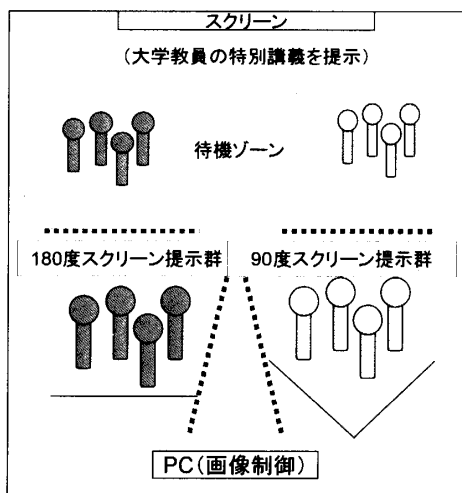 スクリーン
(大学教員の特別講義を提示)
待機ゾーン
180度スクリーン提示群
90度スクリーン提示群
PC(画像制御)